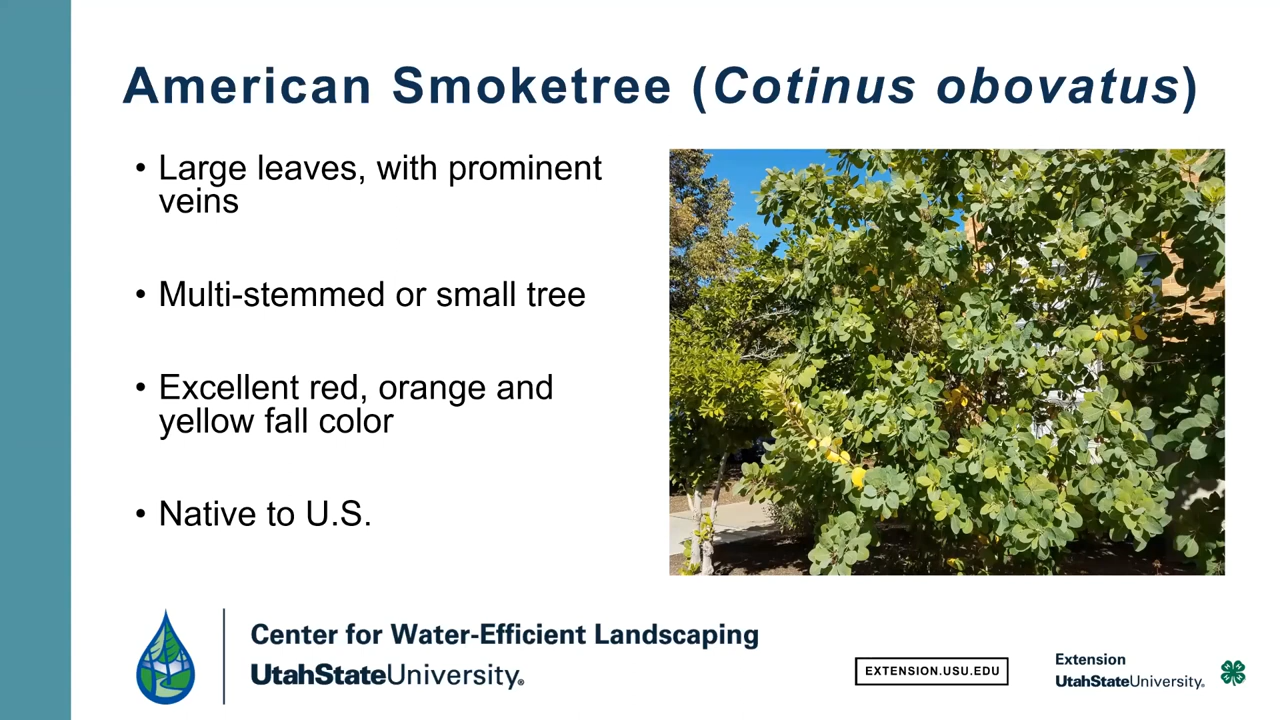 American Smoketree (Cotinus obovatus)
• Large leaves, with prominent
veins
• Multi-stemmed or small tree
• Excellent red, orange and
yellow fall color
• Native to U.S.
Center for Water-Efficient Landscaping
UtahStateUniversity®
EXTENSION.USU.EDU
Extension
UtahStateUniversity®